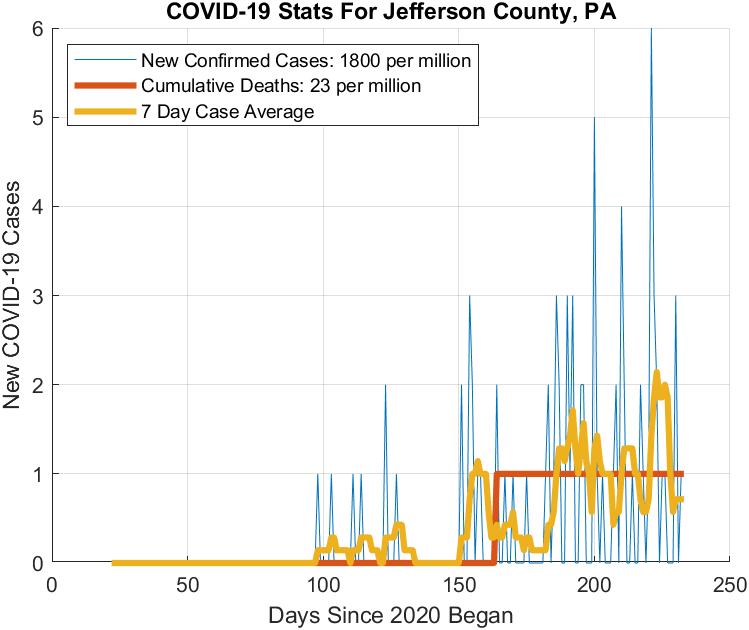 COVID-19 Stats For Jefferson County, PA
New Confirmed Cases: 1800 per million
Cumulative Deaths: 23 per million
7 Day Case Average
New COVID-19 Cases
6
5
4
3
2
1
0
0 50 100 150 200 250
Days Since 2020 Began